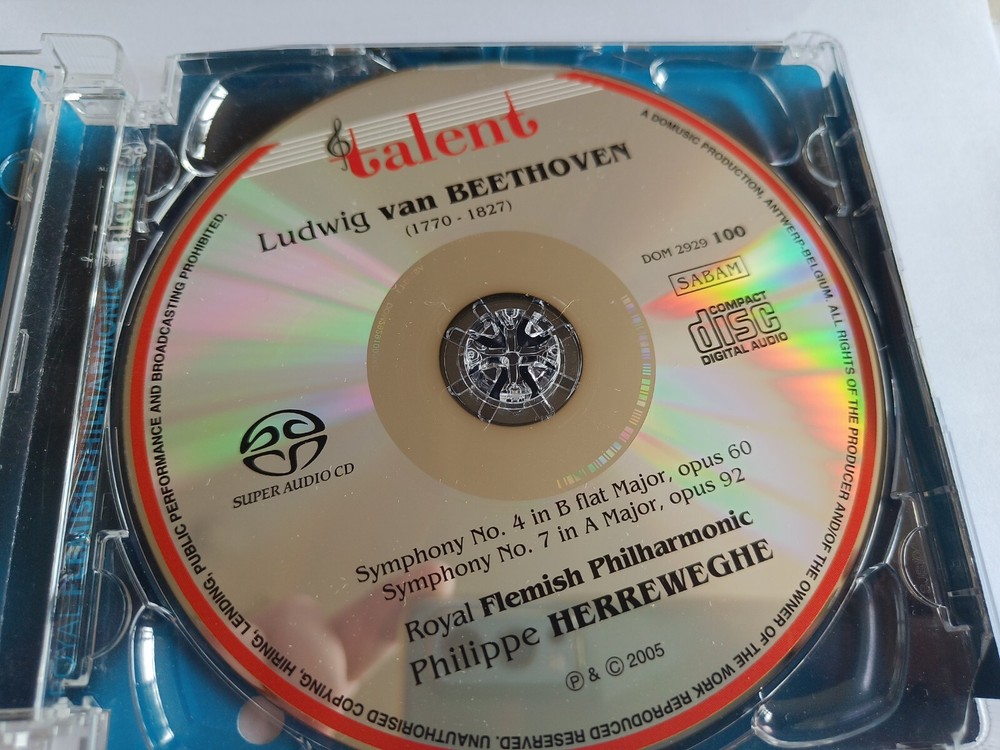 talent
Ludwig van BEETHOVEN
(1770 - 1827)
DOM 2929 100
SABAM
COMPACT
disc
DIGITAL AUDIO
SUPER AUDIO CD
Symphony No. 4 in B flat Major, opus 60
Symphony No. 7 in A Major, opus 92
Royal Flemish Philharmonic
Philippe HERREWEGHE
℗ & © 2005
A DOMUSIC PRODUCTION, ANTWERP-BELGIUM. ALL RIGHTS OF THE PRODUCER AND/OF THE OWNER OF THE WORK REPRODUCED. UNAUTHORISED COPYING, HIRING, LENDING, PUBLIC PERFORMANCE AND BROADCASTING PROHIBITED.